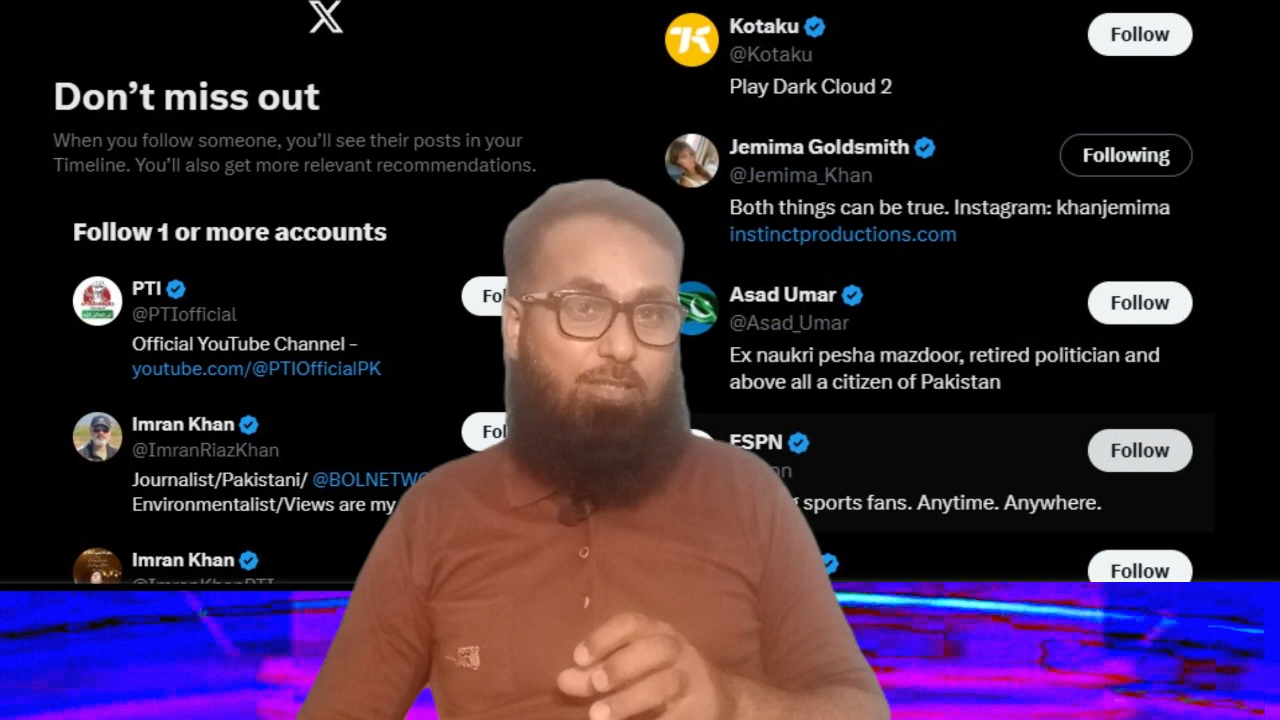 Don't miss out
When you follow someone, you'll see their posts in your
Timeline. You'll also get more relevant recommendations.
Follow 1 or more accounts
PTI
@PTIofficial
Official YouTube Channel -
youtube.com/@PTIOfficialPK
Imran Khan
@ImranRiazKhan
Journalist/Pakistani/
Environmentalist/Views are my
Imran Khan
@ImranKhanPTI
Kotaku
Follow
@Kotaku
Play Dark Cloud 2
Jemima Goldsmith
Following
@Jemima_Khan
Both things can be true. Instagram: khanjemima
instinctproductions.com
Asad Umar
Follow
@Asad_Umar
Ex naukri pesha mazdoor, retired politician and
above all a citizen of Pakistan
ESPN
Follow
sports fans. Anytime. Anywhere.
Follow